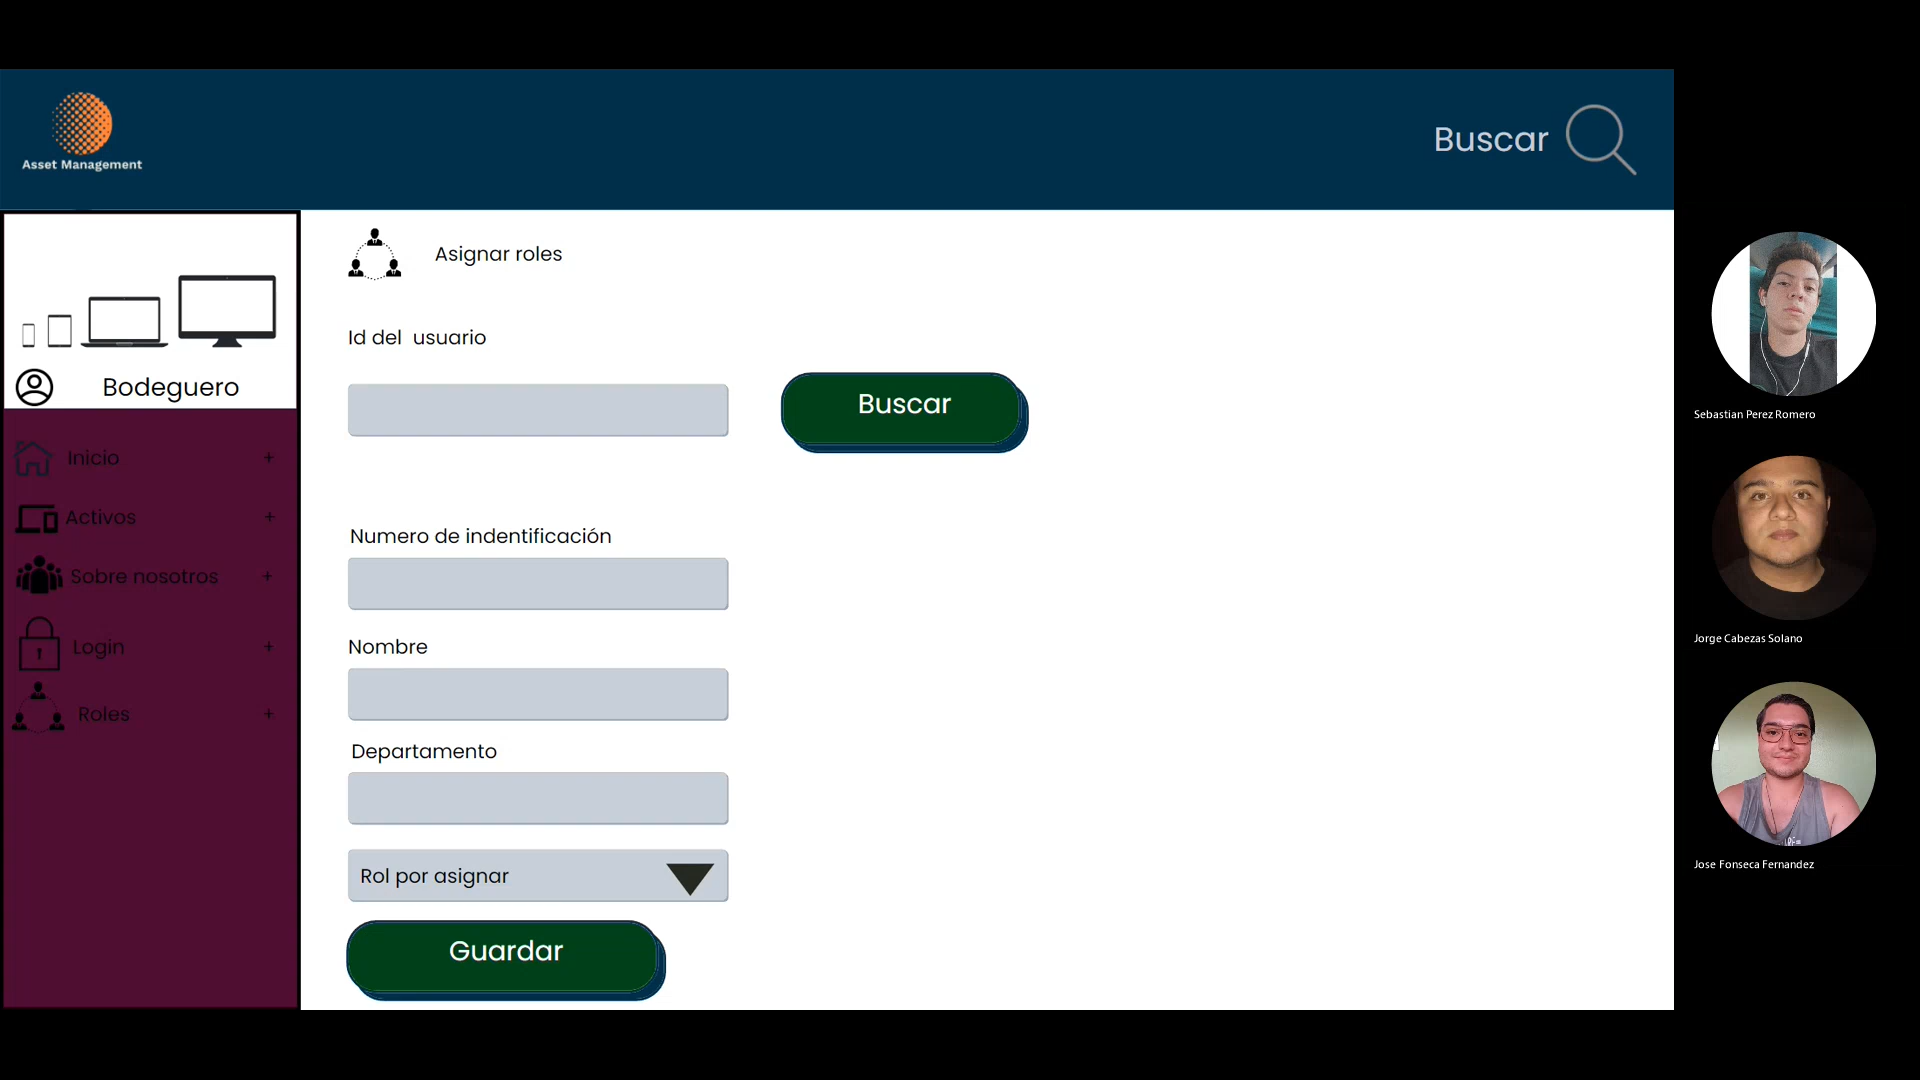 Asset Management
Buscar
Bodeguero
Inicio +
Activos +
Sobre nosotros +
Login +
Roles +
Asignar roles
Id del  usuario
Buscar
Numero de indentificación
Nombre
Departamento
Rol por asignar
Guardar
Sebastian Perez Romero
Jorge Cabezas Solano
Jose Fonseca Fernandez